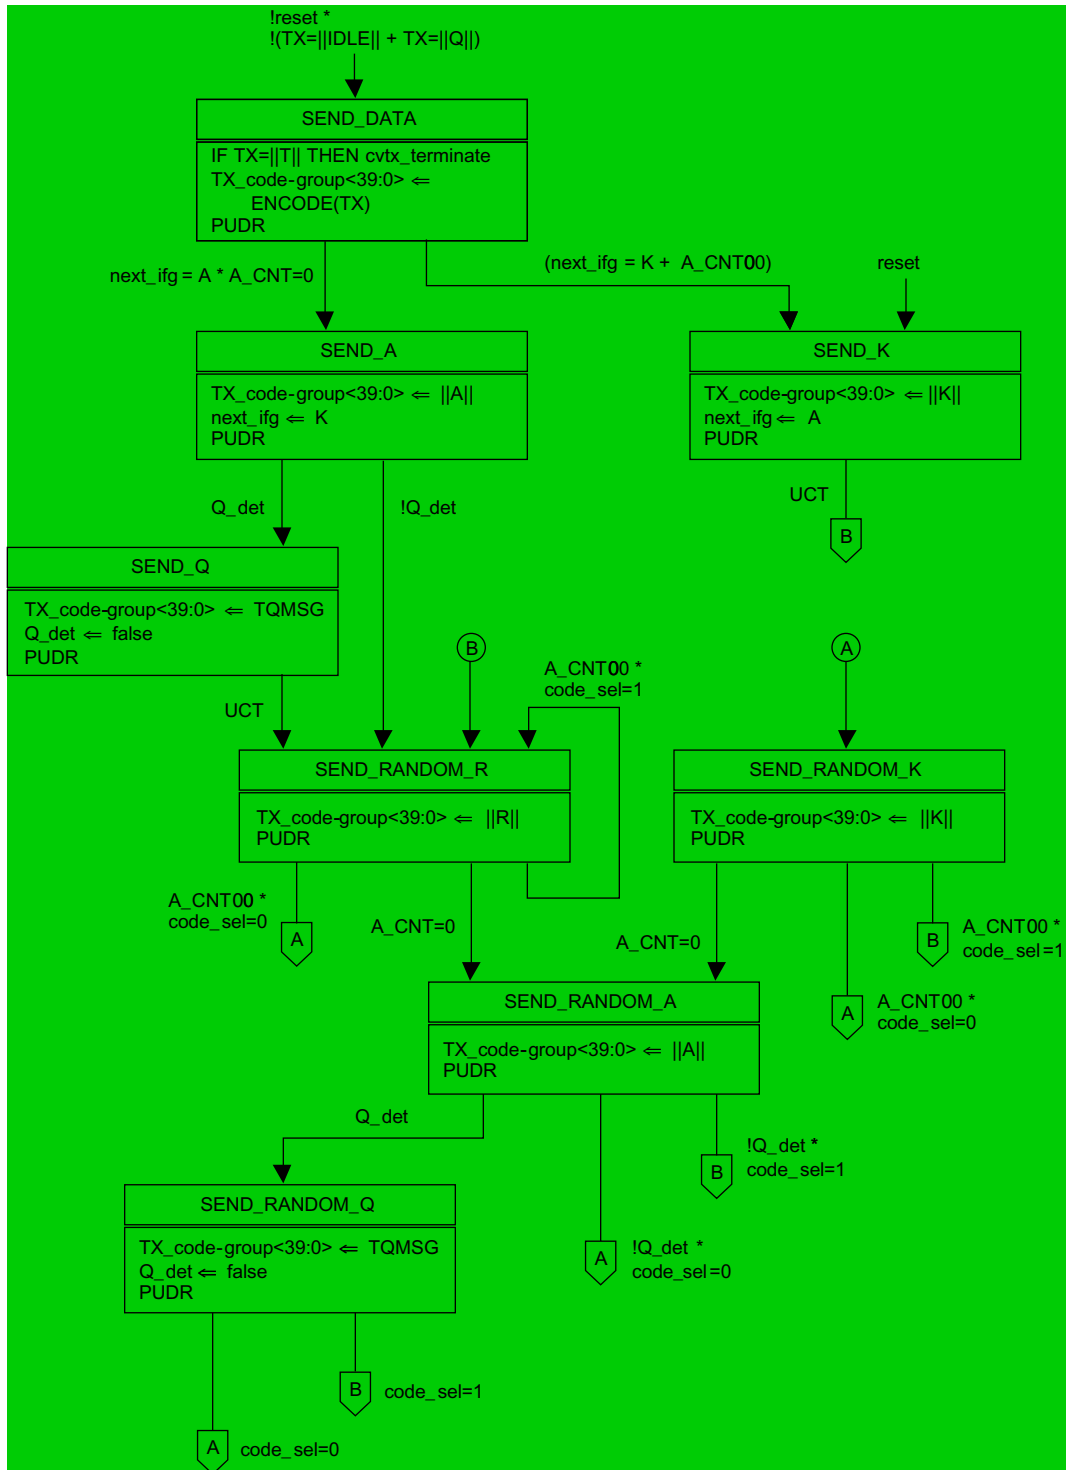 !reset *
!(TX=||IDLE|| + TX=||Q||)
SEND_DATA
IF TX=||T|| THEN cvtx_terminate
TX_code-group<39:0> ⇐
ENCODE(TX)
PUDR
next_ifg = A * A_CNT=0
(next_ifg = K + A_CNT00)
reset
SEND_A
TX_code-group<39:0> ⇐ ||A||
next_ifg ⇐ K
PUDR
SEND_K
TX_code-group<39:0> ⇐ ||K||
next_ifg ⇐ A
PUDR
Q_det
!Q_det
UCT
B
SEND_Q
TX_code-group<39:0> ⇐ TQMSG
Q_det ⇐ false
PUDR
B
A
A_CNT00 *
code_sel=1
UCT
SEND_RANDOM_R
TX_code-group<39:0> ⇐ ||R||
PUDR
SEND_RANDOM_K
TX_code-group<39:0> ⇐ ||K||
PUDR
A_CNT00 *
code_sel=0
A
A_CNT=0
A_CNT=0
B
A_CNT00 *
code_sel=1
A
A_CNT00 *
code_sel=0
SEND_RANDOM_A
TX_code-group<39:0> ⇐ ||A||
PUDR
Q_det
B
!Q_det *
code_sel=1
A
!Q_det *
code_sel=0
SEND_RANDOM_Q
TX_code-group<39:0> ⇐ TQMSG
Q_det ⇐ false
PUDR
B
code_sel=1
A
code_sel=0